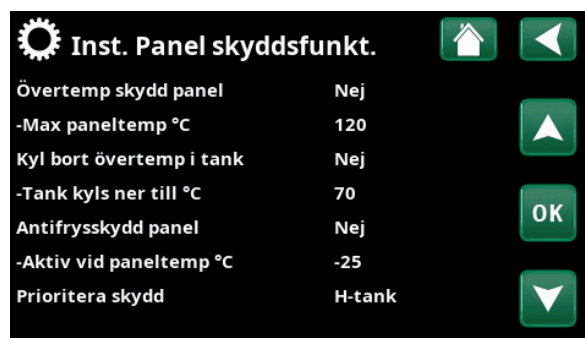 Inst. Panel skyddsfunkt.
Övertemp skydd panel Nej
-Max paneltemp °C 120
Kyl bort övertemp i tank Nej
-Tank kyls ner till °C 70
Antifrysskydd panel Nej
-Aktiv vid paneltemp °C -25
Prioritera skydd H-tank
OK